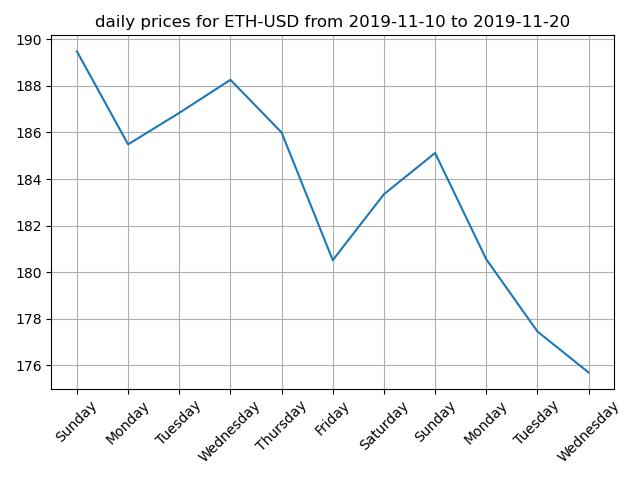 daily prices for ETH-USD from 2019-11-10 to 2019-11-20
190
188
186
184
182
180
178
176
Sunday
Monday
Tuesday
Wednesday
Thursday
Friday
Saturday
Sunday
Monday
Tuesday
Wednesday